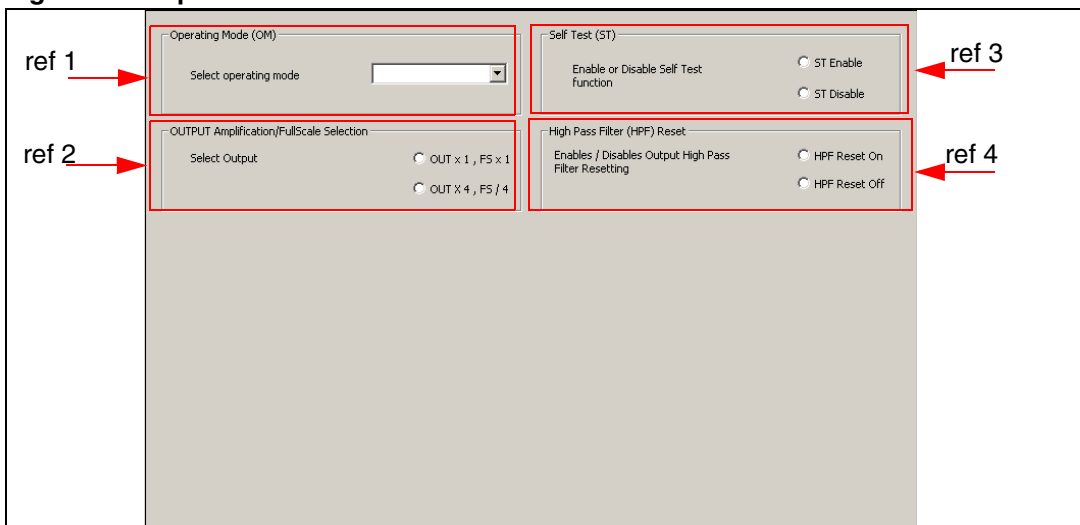 Operating Mode (OM)
ref 1
Select operating mode
Self Test (ST)
Enable or Disable Self Test
function
ST Enable
ST Disable
ref 3
OUTPUT Amplification/FullScale Selection
ref 2
Select Output
OUT x 1 , FS x 1
OUT X 4 , FS / 4
High Pass Filter (HPF) Reset
Enables / Disables Output High Pass
Filter Resetting
HPF Reset On
HPF Reset Off
ref 4